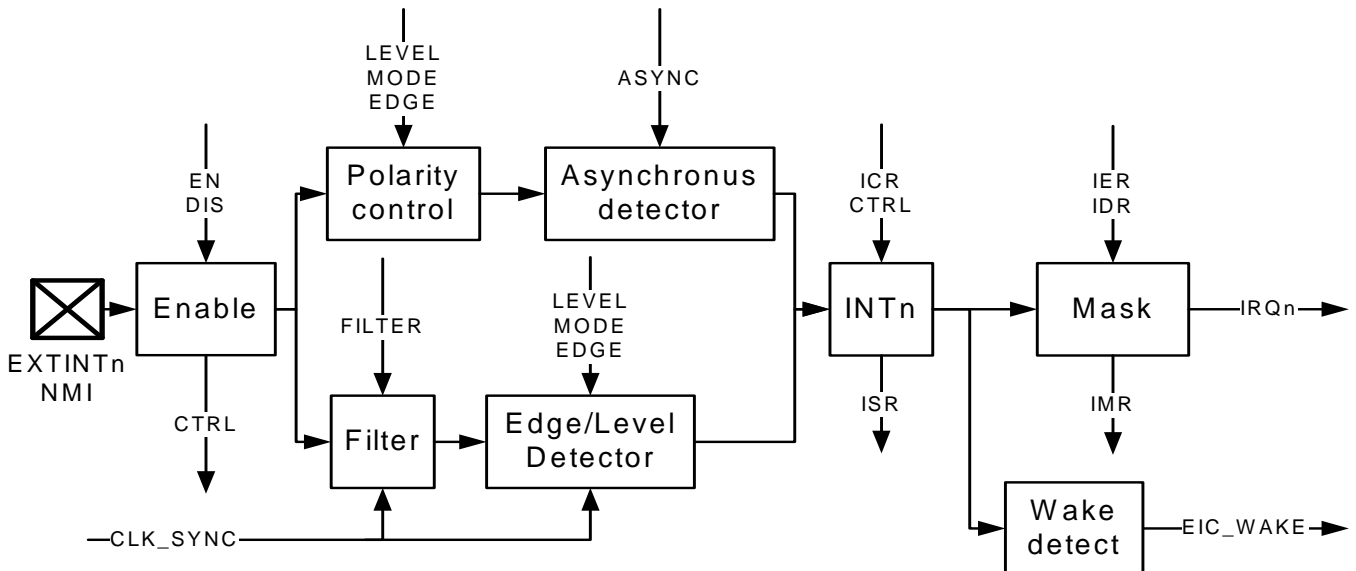 LEVEL
MODE
EDGE
ASYNC
EN
DIS
Polarity
control
Asynchronus
detector
ICR
CTRL
IER
IDR
Enable
EXTINTn
NMI
FILTER
LEVEL
MODE
EDGE
INTn
Mask
IRQn
CTRL
Filter
Edge/Level
Detector
ISR
IMR
CLK_SYNC
Wake
detect
EIC_WAKE